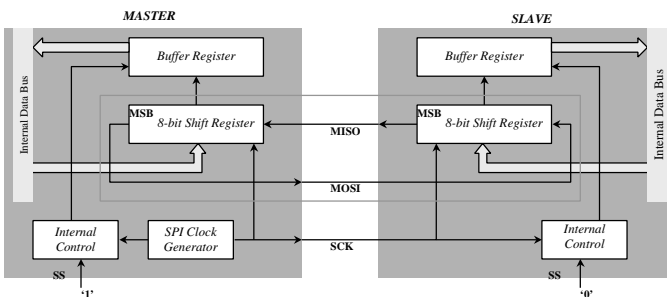 MASTER
SLAVE
Internal Data Bus
Buffer Register
Buffer Register
Internal Data Bus
MSB
8-bit Shift Register
MISO
MSB
8-bit Shift Register
MOSI
Internal
Control
SPI Clock
Generator
SCK
Internal
Control
SS
SS
'1'
'0'